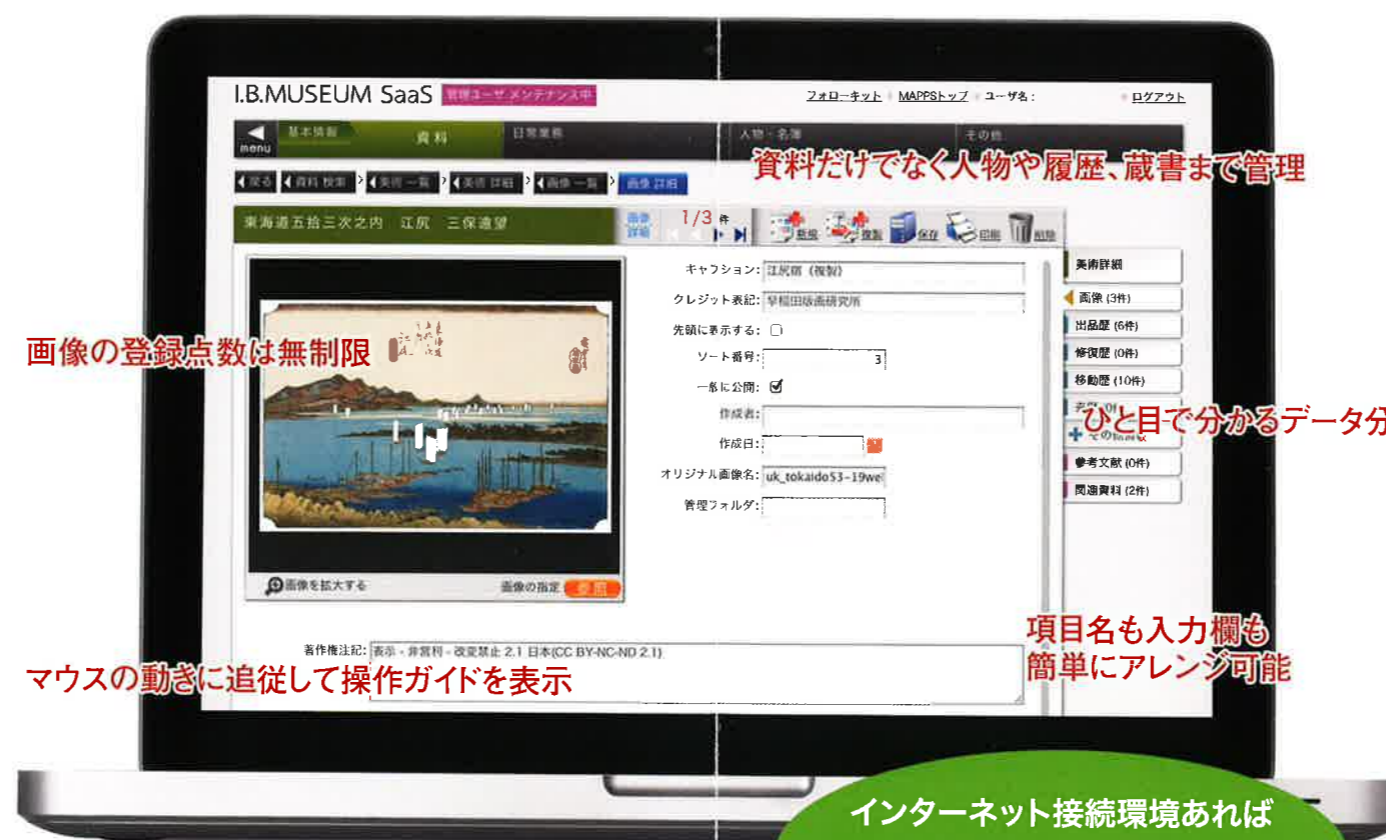 I.B.MUSEUM SaaS 管理ユーザ メンテナンス中
フォローキット MAPPSトップ ユーザ名： ログアウト
menu 基本情報 資料 日常業務 人物・名簿 その他
資料だけでなく人物や履歴、蔵書まで管理
戻る 資料 検索 美術 一覧 美術 詳細 画像 一覧 画像 詳細
東海道五拾三次之内 江尻 三保遠望
画像詳細 1/3 件 新規 複製 保存 印刷 削除
キャプション： 江尻宿（複製）
クレジット表記： 早稲田版画研究所
先頭に表示する：
ソート番号： 3
一般に公開：
作成者：
作成日：
オリジナル画像名： uk_tokaido53-19wei
管理フォルダ：
美術詳細
画像 (3件)
出品歴 (6件)
修復歴 (0件)
移動歴 (10件)
参考文献 (0件)
関連資料 (2件)
画像の登録点数は無制限
ひと目で分かるデータ分
画像を拡大する 画像の指定 参照
著作権注記： 表示 - 非営利 - 改変禁止 2.1 日本(CC BY-NC-ND 2.1)
項目名も入力欄も
簡単にアレンジ可能
マウスの動きに追従して操作ガイドを表示
インターネット接続環境あれば